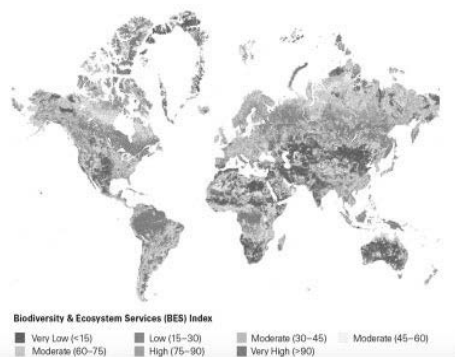 Biodiversity & Ecosystem Services (BES) Index
Very Low (<15) Low (15–30) Moderate (30–45) Moderate (45–60)
Moderate (60–75) High (75–90) Very High (>90)